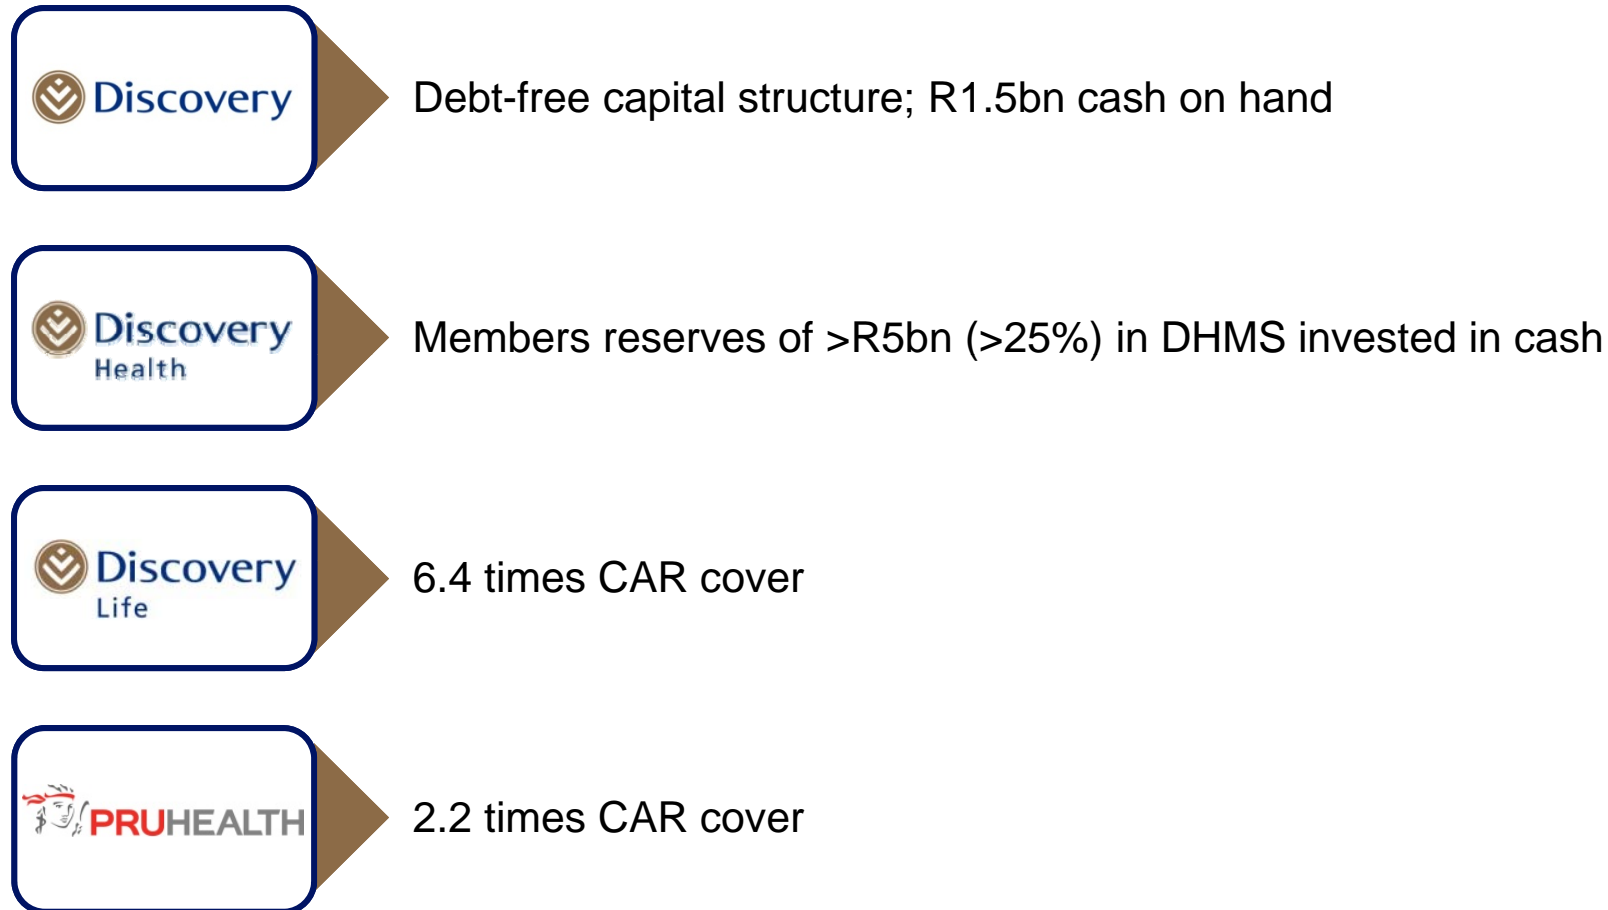 Discovery
Debt-free capital structure; R1.5bn cash on hand
Discovery
Health
Members reserves of >R5bn (>25%) in DHMS invested in cash
Discovery
Life
6.4 times CAR cover
PRUHEALTH
2.2 times CAR cover